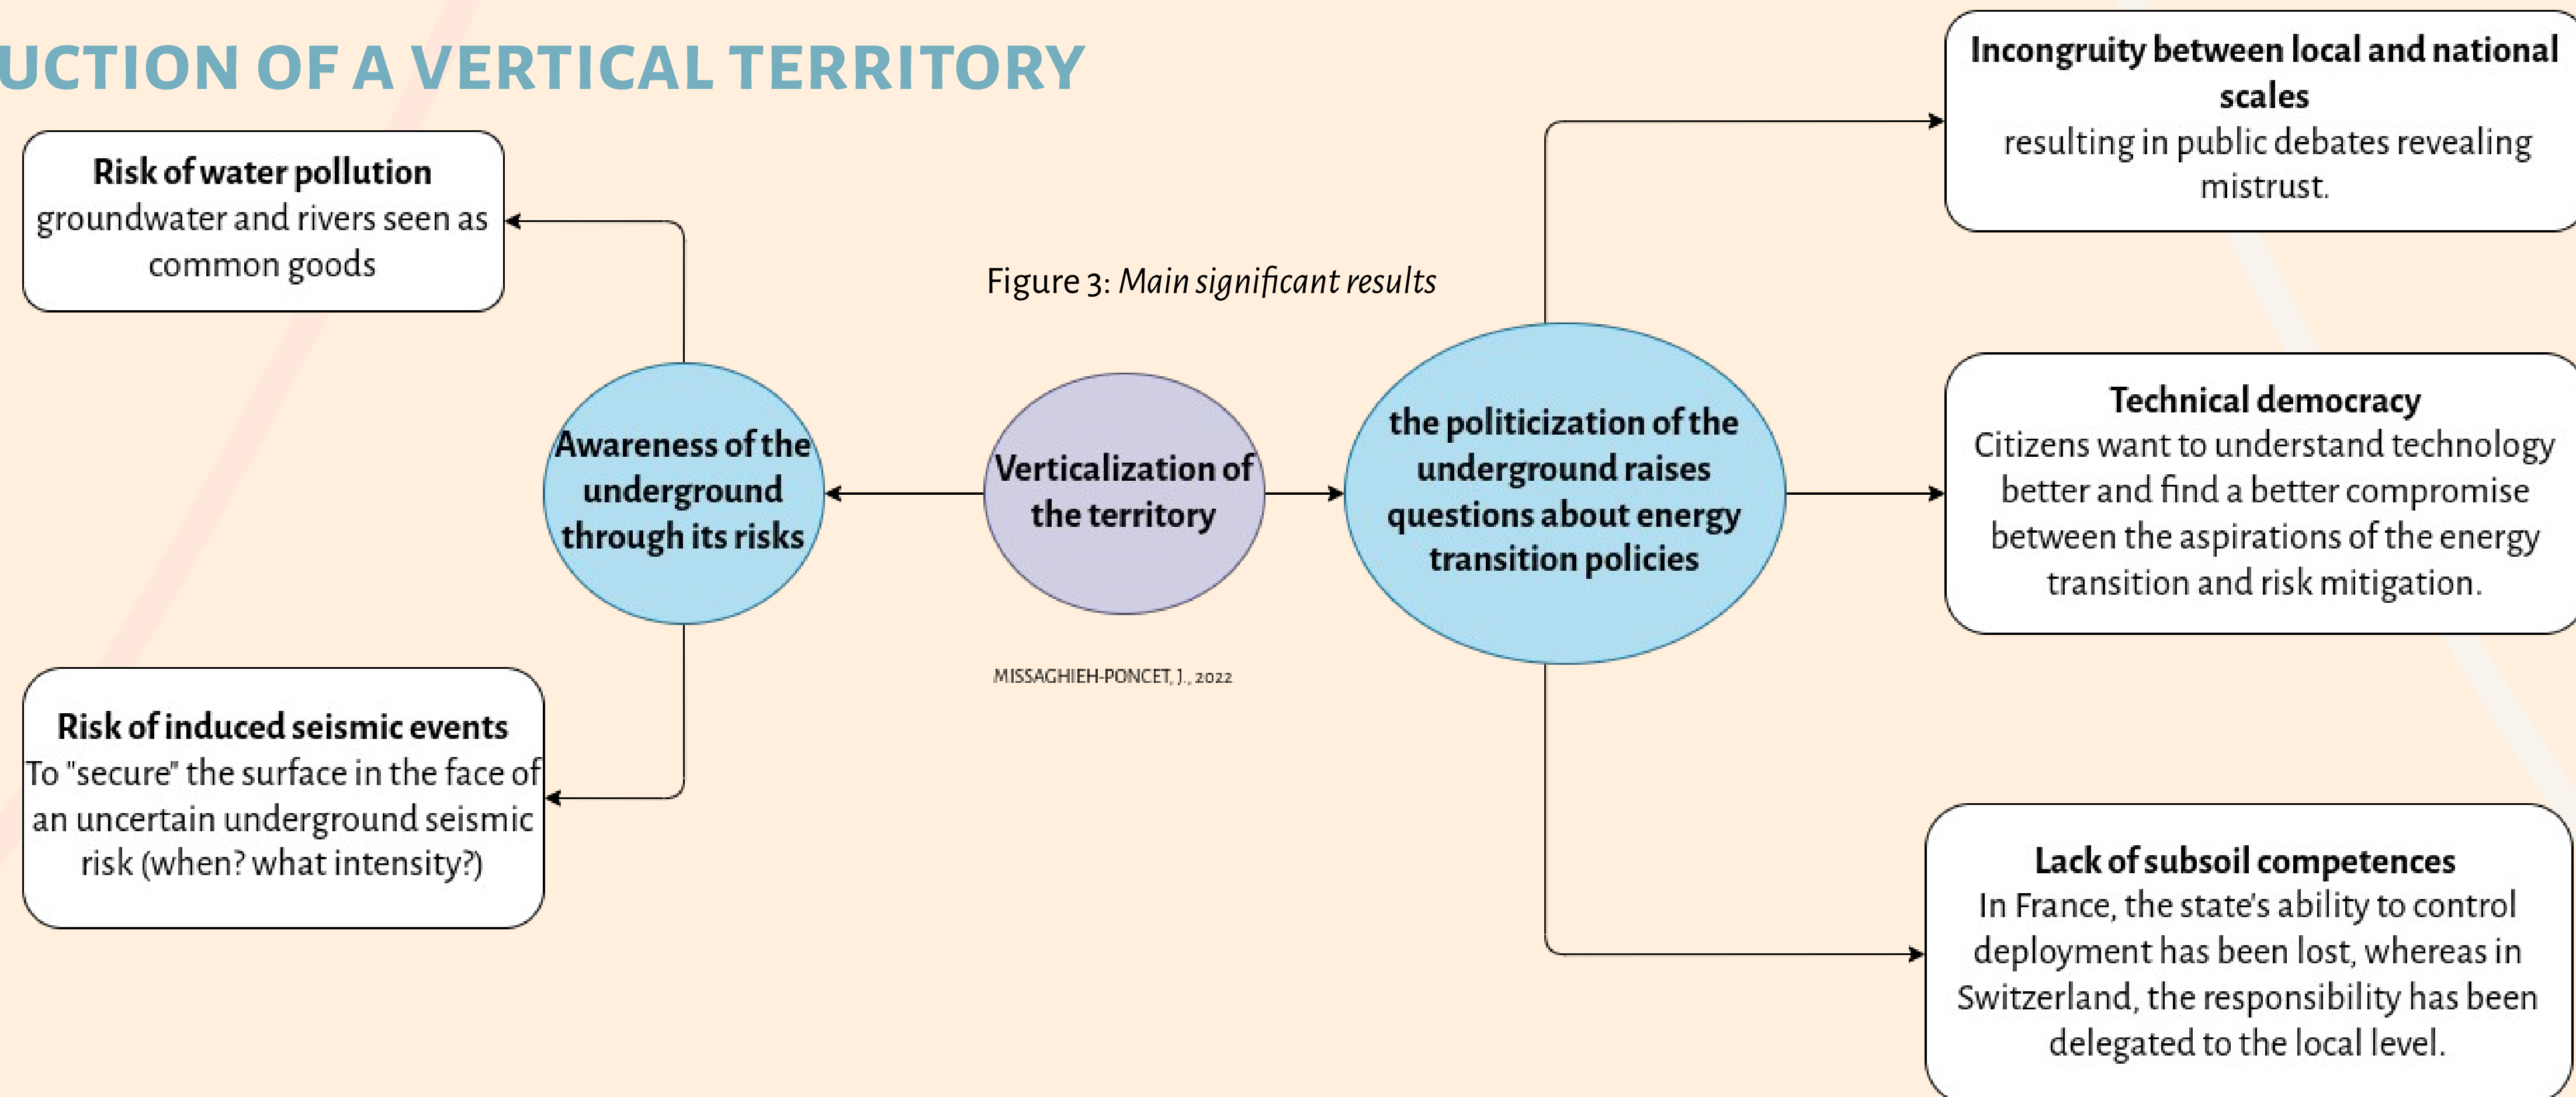 UCTION OF A VERTICAL TERRITORY
Risk of water pollution
groundwater and rivers seen as
common goods
Figure 3: Main significant results
Awareness of the
underground
through its risks
Verticalization of
the territory
the politicization of the
underground raises
questions about energy
transition policies
MISSAGHIEH-PONCET, J., 2022
Risk of induced seismic events
To "secure" the surface in the face of
an uncertain underground seismic
risk (when? what intensity?)
Incongruity between local and national
scales
resulting in public debates revealing
mistrust.
Technical democracy
Citizens want to understand technology
better and find a better compromise
between the aspirations of the energy
transition and risk mitigation.
Lack of subsoil competences
In France, the state's ability to control
deployment has been lost, whereas in
Switzerland, the responsibility has been
delegated to the local level.